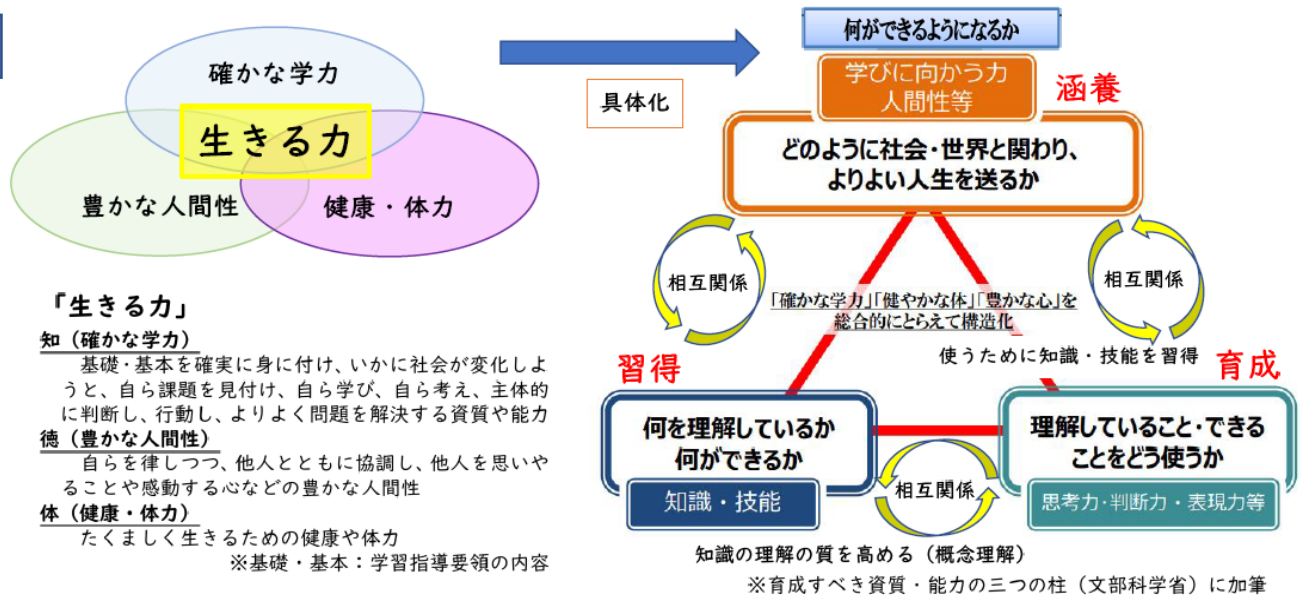 確かな学力
生きる力
豊かな人間性
健康・体力
「生きる力」
知（確かな学力）
基礎・基本を確実に身に付け、いかに社会が変化しよ
うと、自ら課題を見付け、自ら学び、自ら考え、主体的
に判断し、行動し、よりよく問題を解決する資質や能力
徳（豊かな人間性）
自らを律しつつ、他人とともに協調し、他人を思いや
ることや感動する心などの豊かな人間性
体（健康・体力）
たくましく生きるための健康や体力
※基礎・基本：学習指導要領の内容
具体化
何ができるようになるか
学びに向かう力
人間性等
涵養
どのように社会・世界と関わり、
よりよい人生を送るか
相互関係
相互関係
「確かな学力」「健やかな体」「豊かな心」を
総合的にとらえて構造化
使うために知識・技能を習得
習得
育成
何を理解しているか
何ができるか
知識・技能
相互関係
理解していること・できる
ことをどう使うか
思考力・判断力・表現力等
知識の理解の質を高める（概念理解）
※育成すべき資質・能力の三つの柱（文部科学省）に加筆